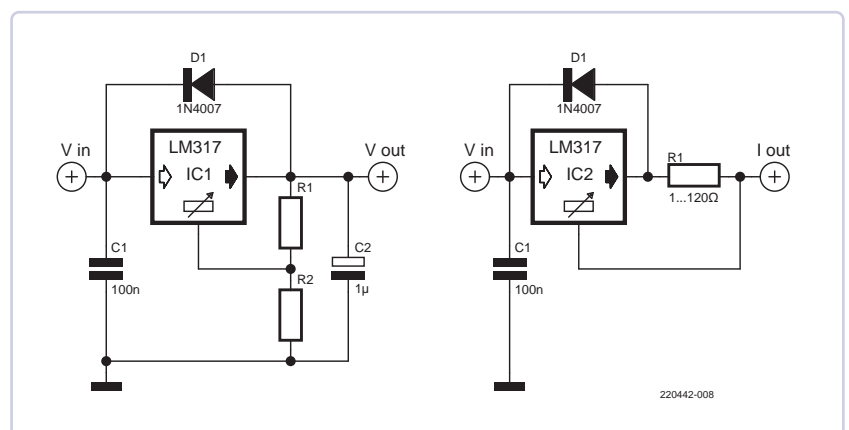 D1
1N4007
V in
LM317
IC1
V out
R1
C1
100n
R2
C2
1µ
D1
1N4007
V in
LM317
IC2
R1
1...120Ω
I out
C1
100n
220442-008